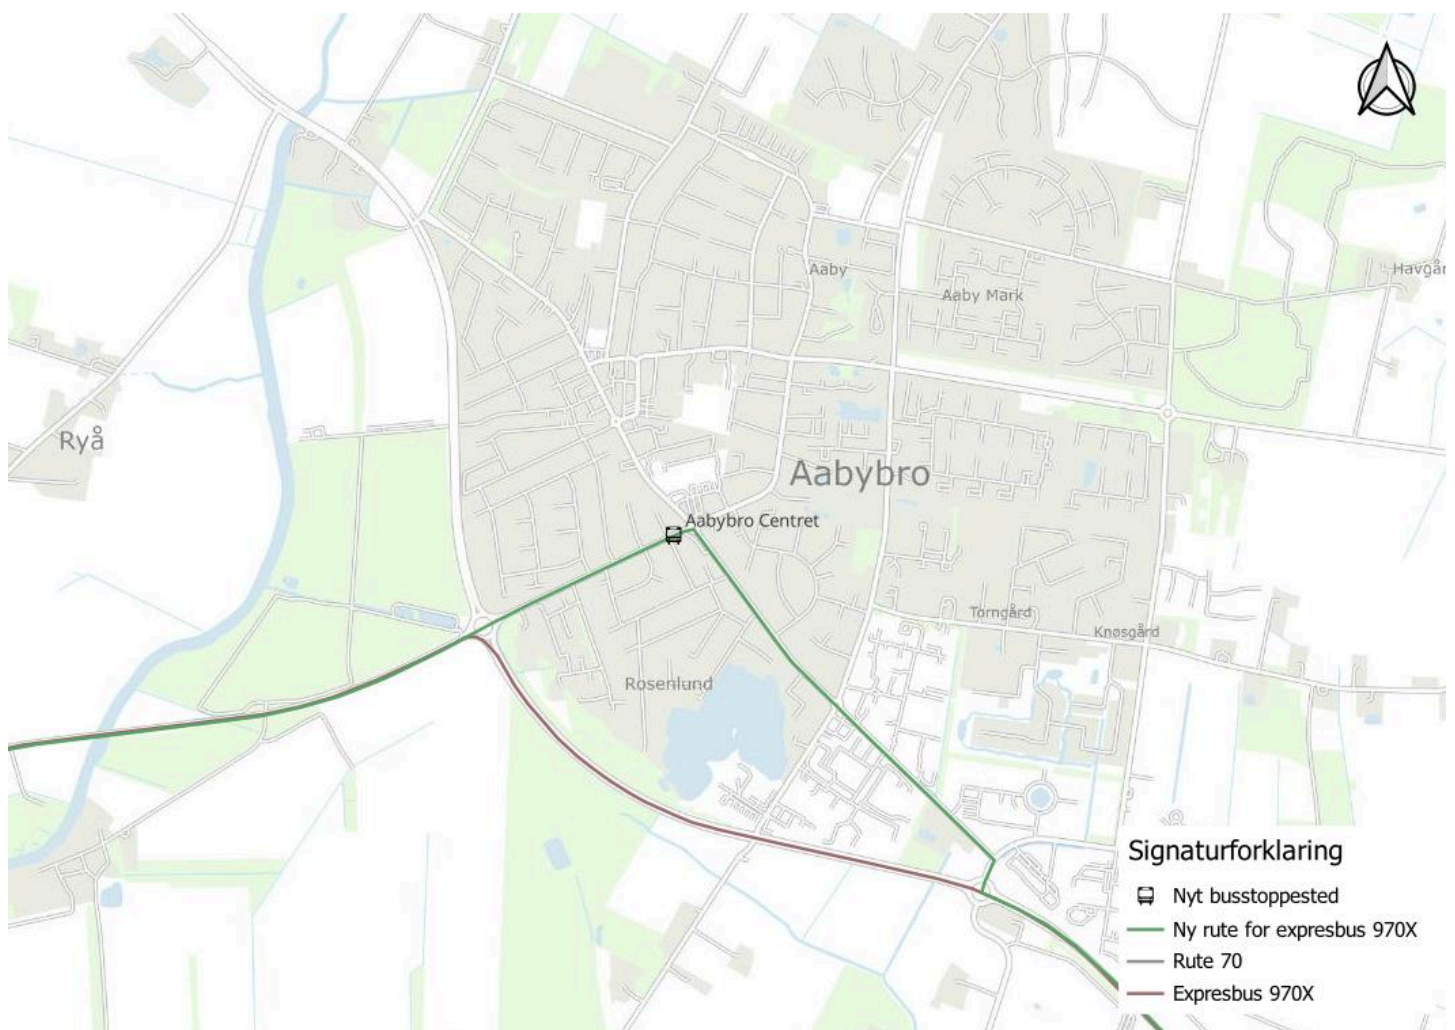 Aaby
Havgår
Aaby Mark
Ryå
Aabybro
Aabybro Centret
Torngård
Knøsgård
Rosenlund
Signaturforklaring
Nyt busstoppested
Ny rute for expresbus 970X
Rute 70
Expresbus 970X